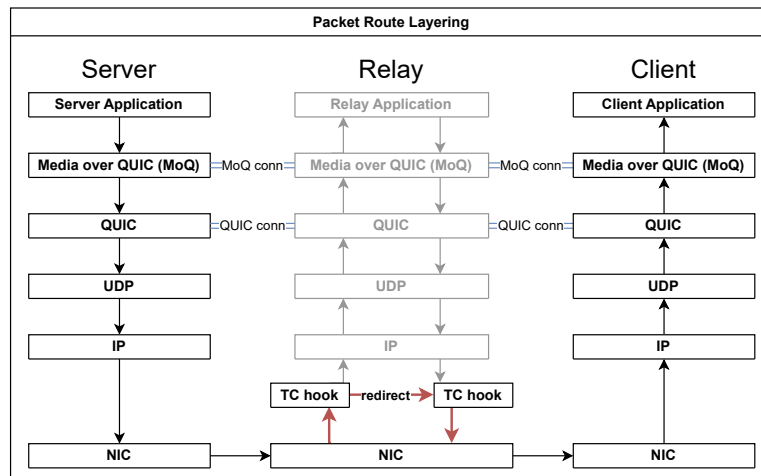 Packet Route Layering
Server Relay Client
Server Application Relay Application Client Application
Media over QUIC (MoQ) MoQ conn Media over QUIC (MoQ) MoQ conn Media over QUIC (MoQ)
QUIC QUIC conn QUIC QUIC conn QUIC
UDP UDP UDP
IP IP IP
TC hook redirect TC hook
NIC NIC NIC